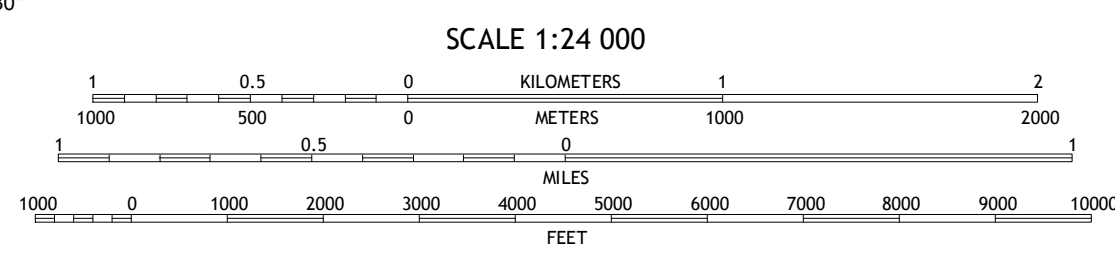 SCALE 1:24 000
1 0.5 0 KILOMETERS 1 2
1000 500 0 METERS 1000 2000
1 0.5 0 1
MILES
1000 0 1000 2000 3000 4000 5000 6000 7000 8000 9000 10000
FEET